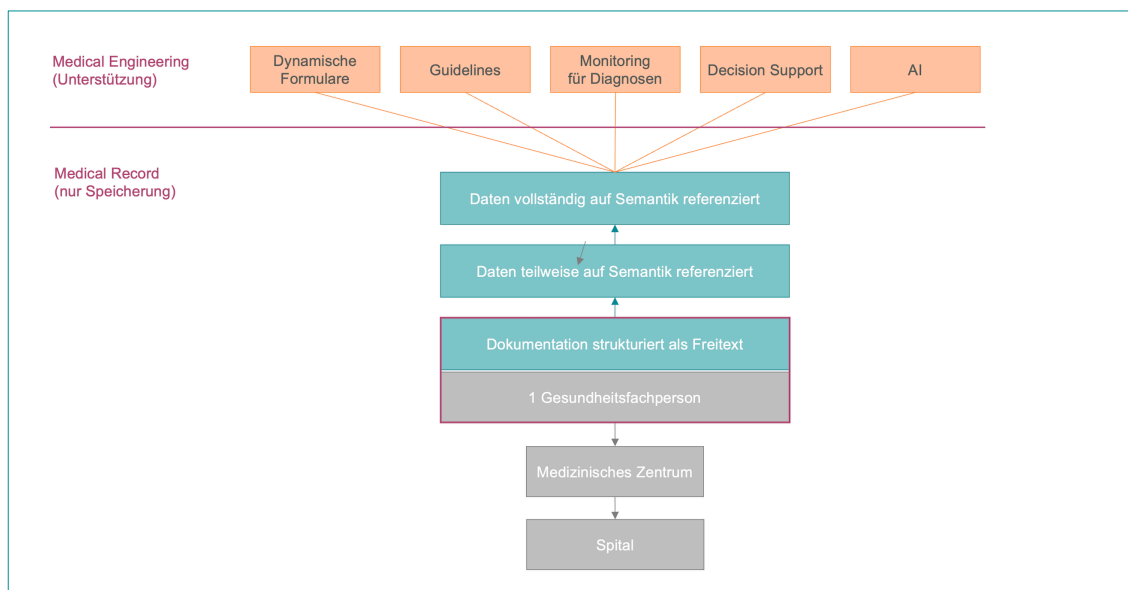 Medical Engineering
(Unterstützung)
Dynamische
Formulare
Guidelines
Monitoring
für Diagnosen
Decision Support
AI
Medical Record
(nur Speicherung)
Daten vollständig auf Semantik referenziert
Daten teilweise auf Semantik referenziert
Dokumentation strukturiert als Freitext
1 Gesundheitsfachperson
Medizinisches Zentrum
Spital